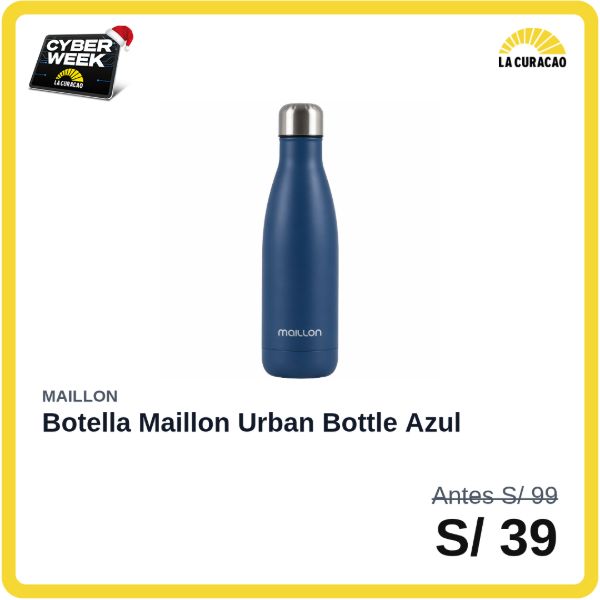 CYBER
WEEK
LA CURACAO
LA CURACAO
maillon
MAILLON
Botella Maillon Urban Bottle Azul
Antes S/ 99
S/ 39